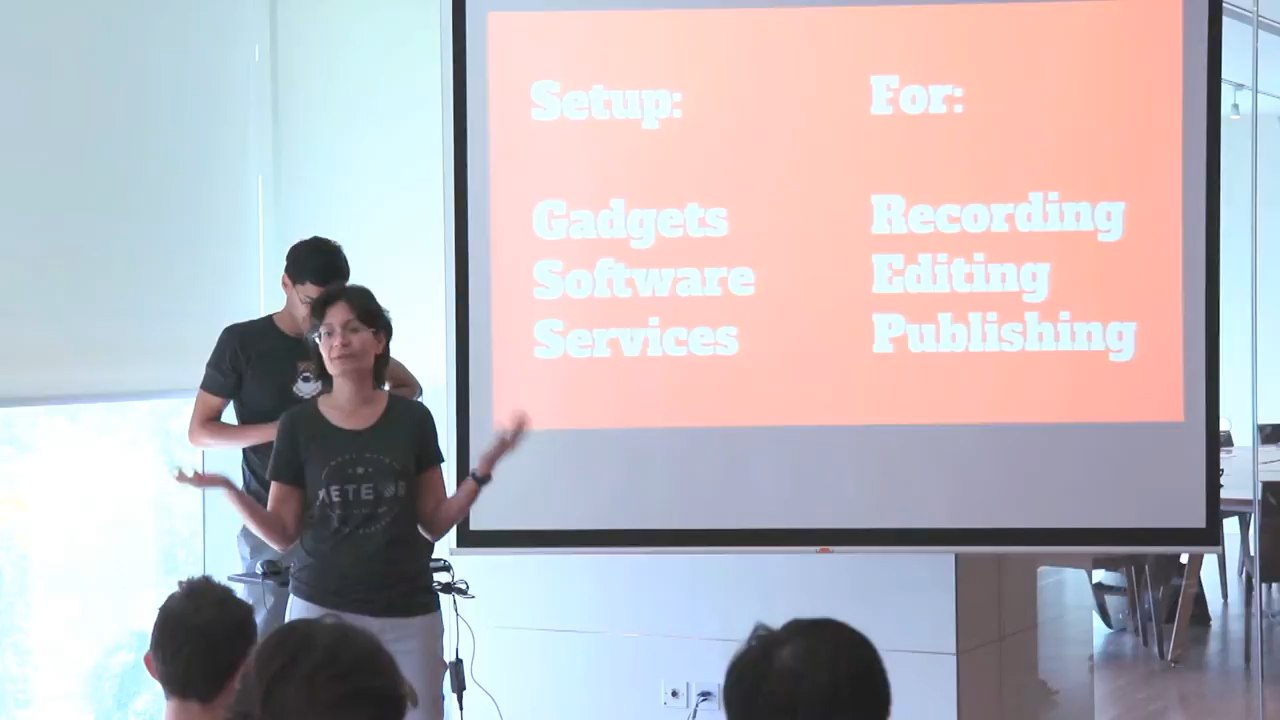 Setup:
For:
Gadgets
Software
Services
Recording
Editing
Publishing